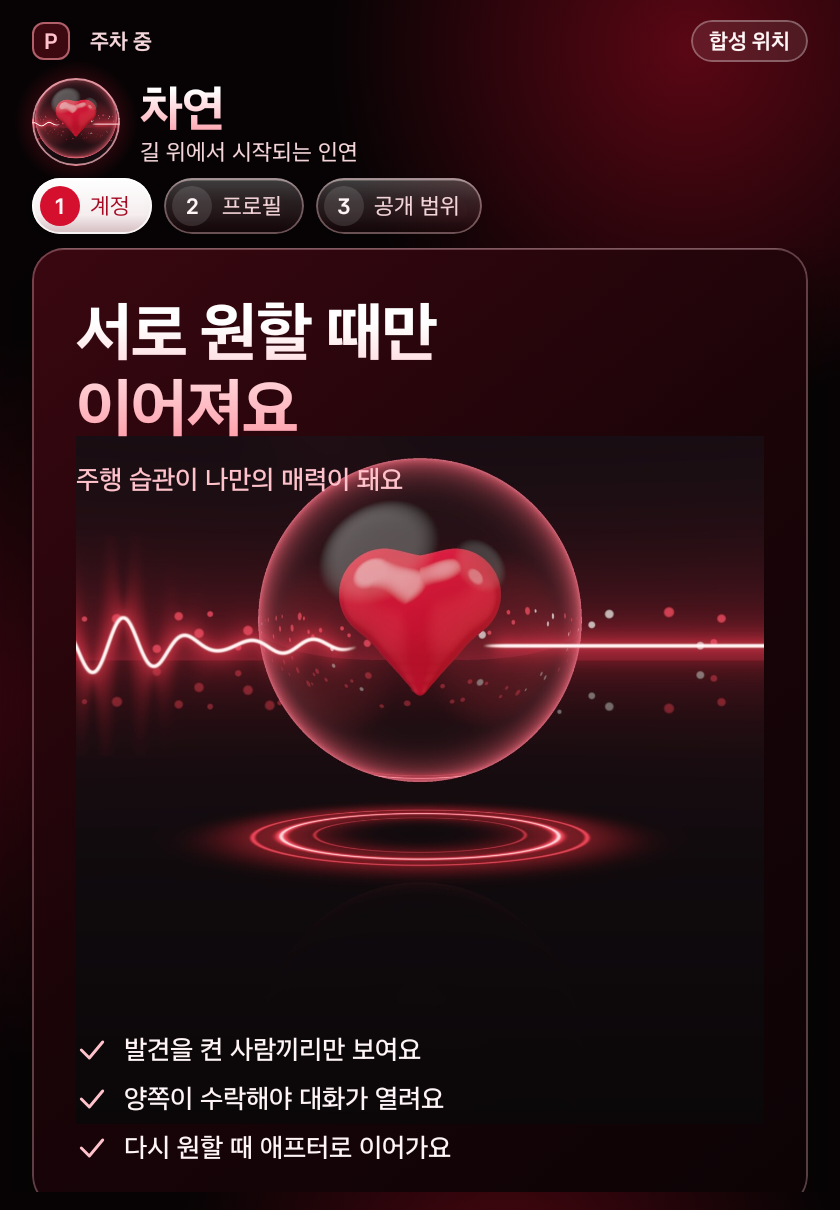 P 주차 중 합성 위치
차연
길 위에서 시작되는 인연
1 계정 2 프로필 3 공개 범위
서로 원할 때만
이어져요
주행 습관이 나만의 매력이 돼요
발견을 켠 사람끼리만 보여요
양쪽이 수락해야 대화가 열려요
다시 원할 때 애프터로 이어가요